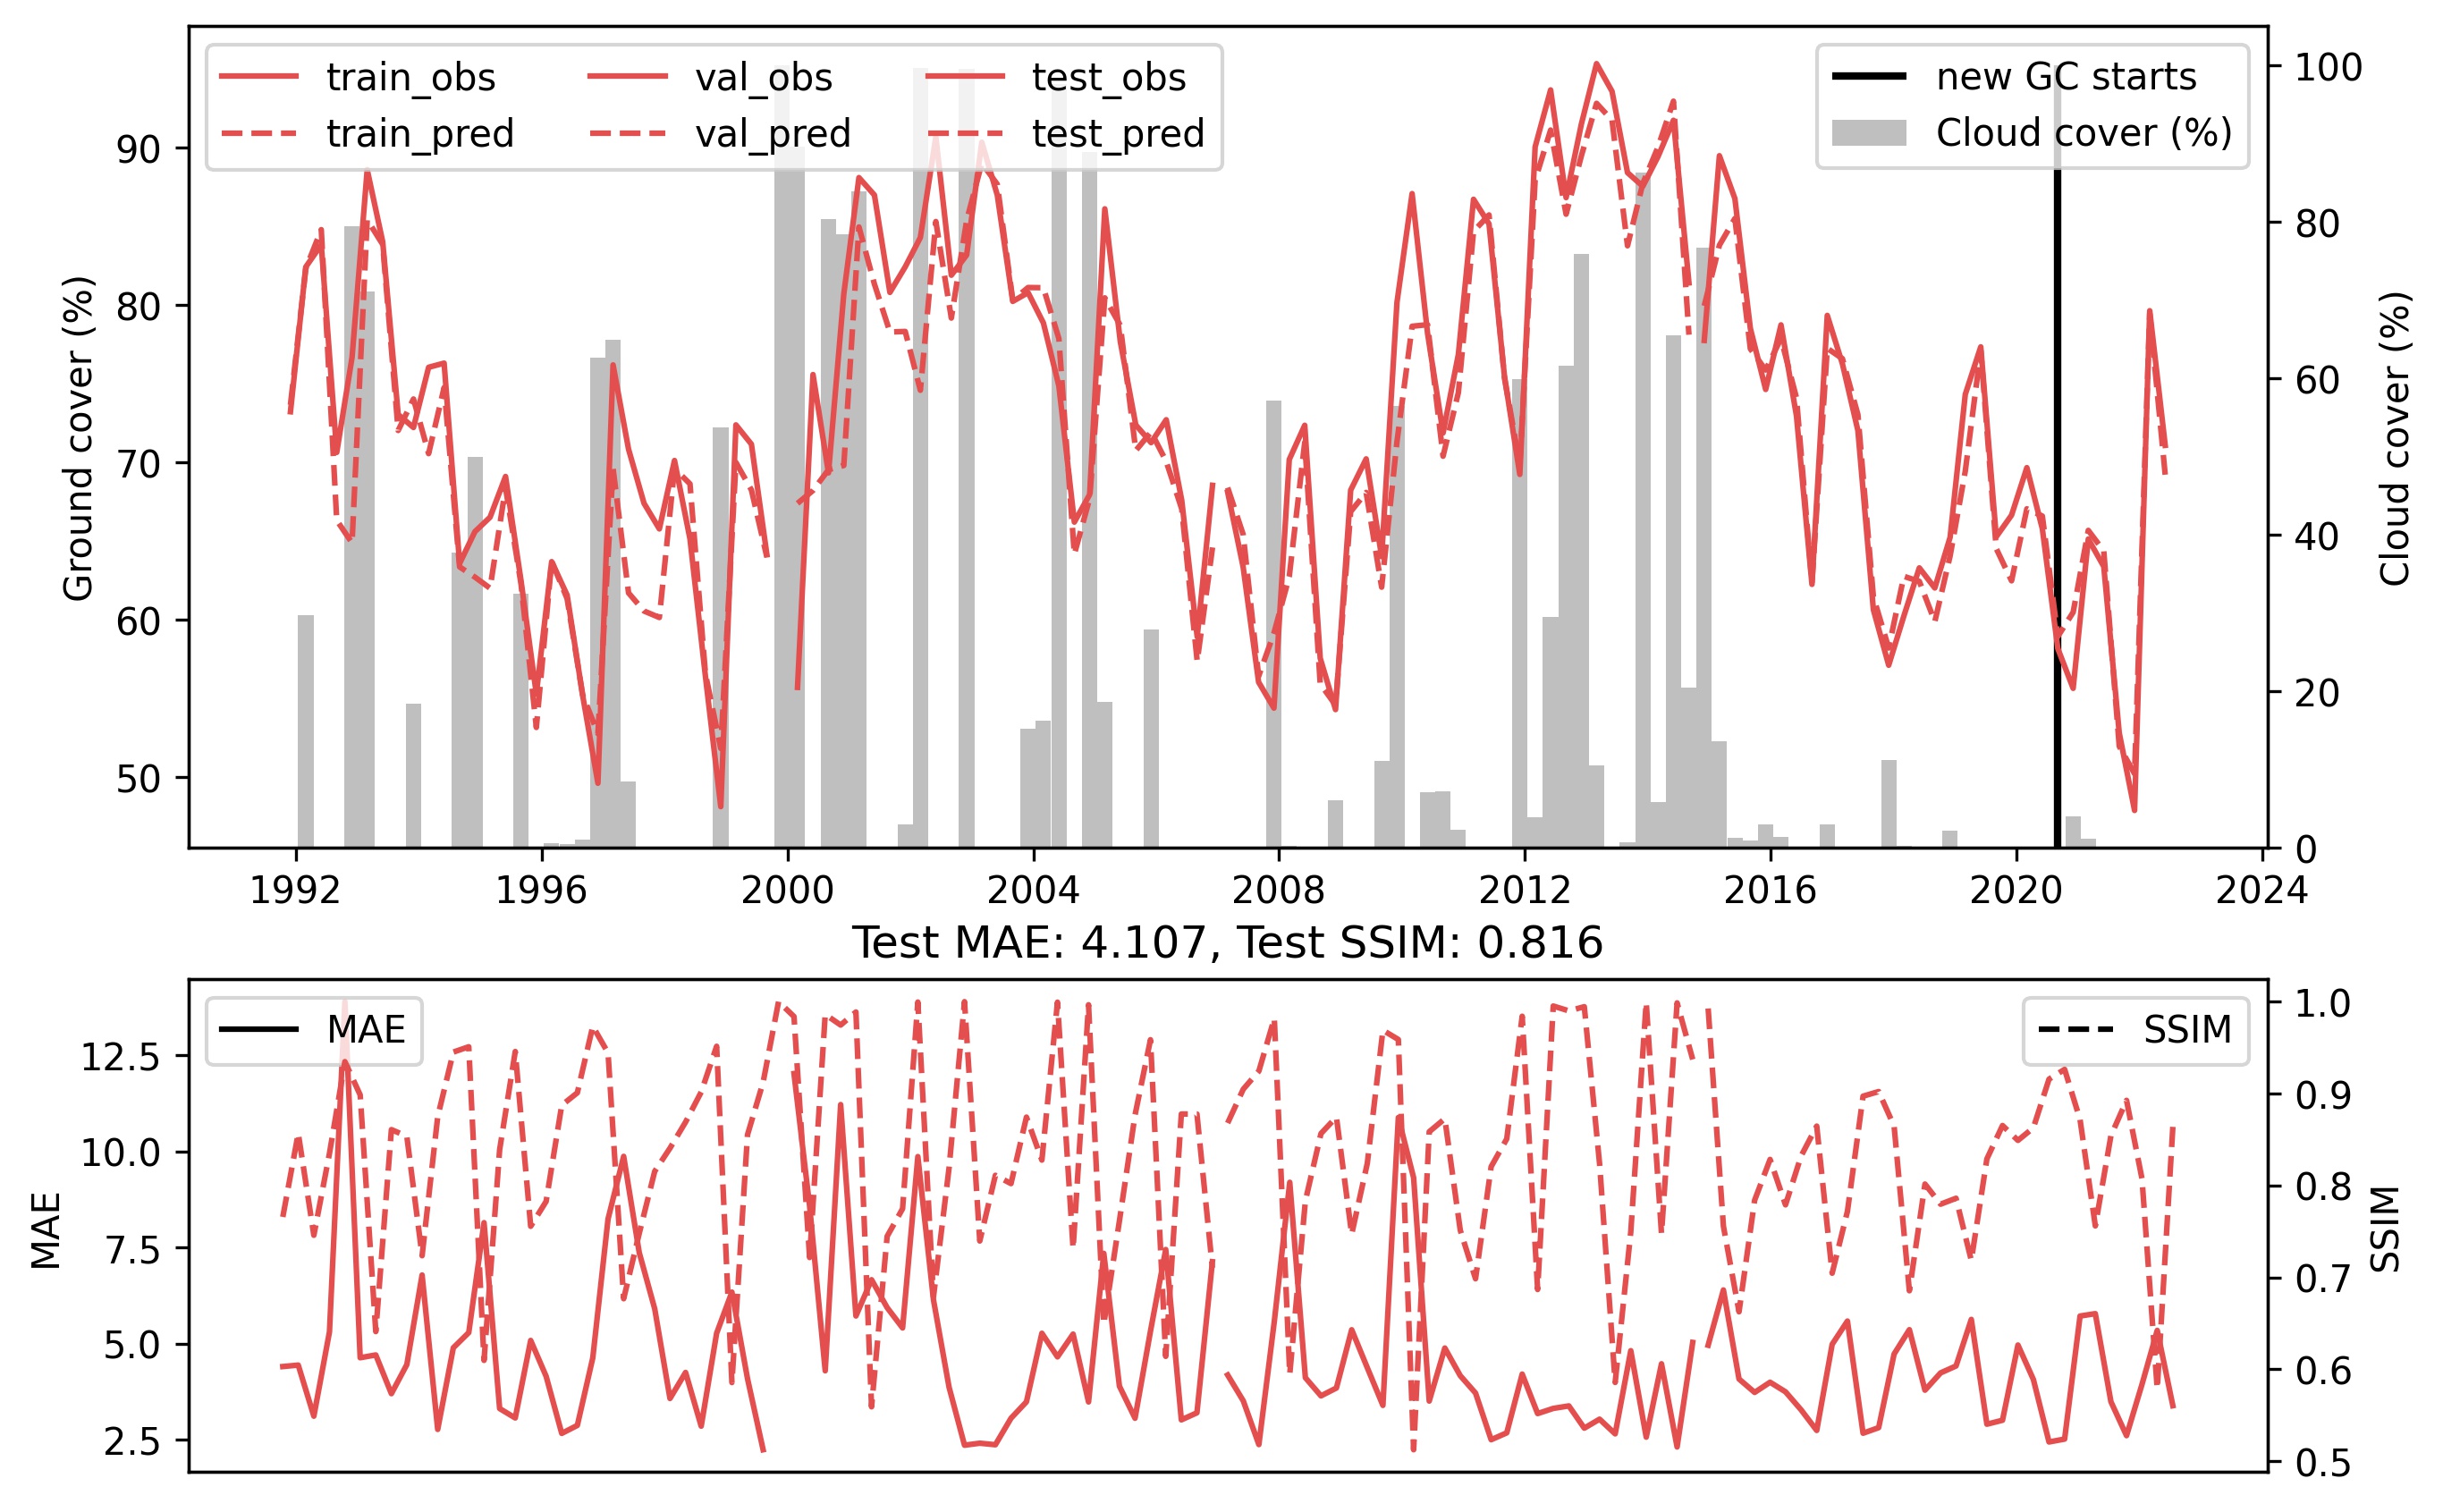 train_obs val_obs test_obs new GC starts
train_pred val_pred test_pred Cloud cover (%)
Ground cover (%)
90
80
70
60
50
Cloud cover (%)
100
80
60
40
20
0
1992 1996 2000 2004 2008 2012 2016 2020 2024
Test MAE: 4.107, Test SSIM: 0.816
MAE
SSIM
MAE
12.5
10.0
7.5
5.0
2.5
SSIM
1.0
0.9
0.8
0.7
0.6
0.5